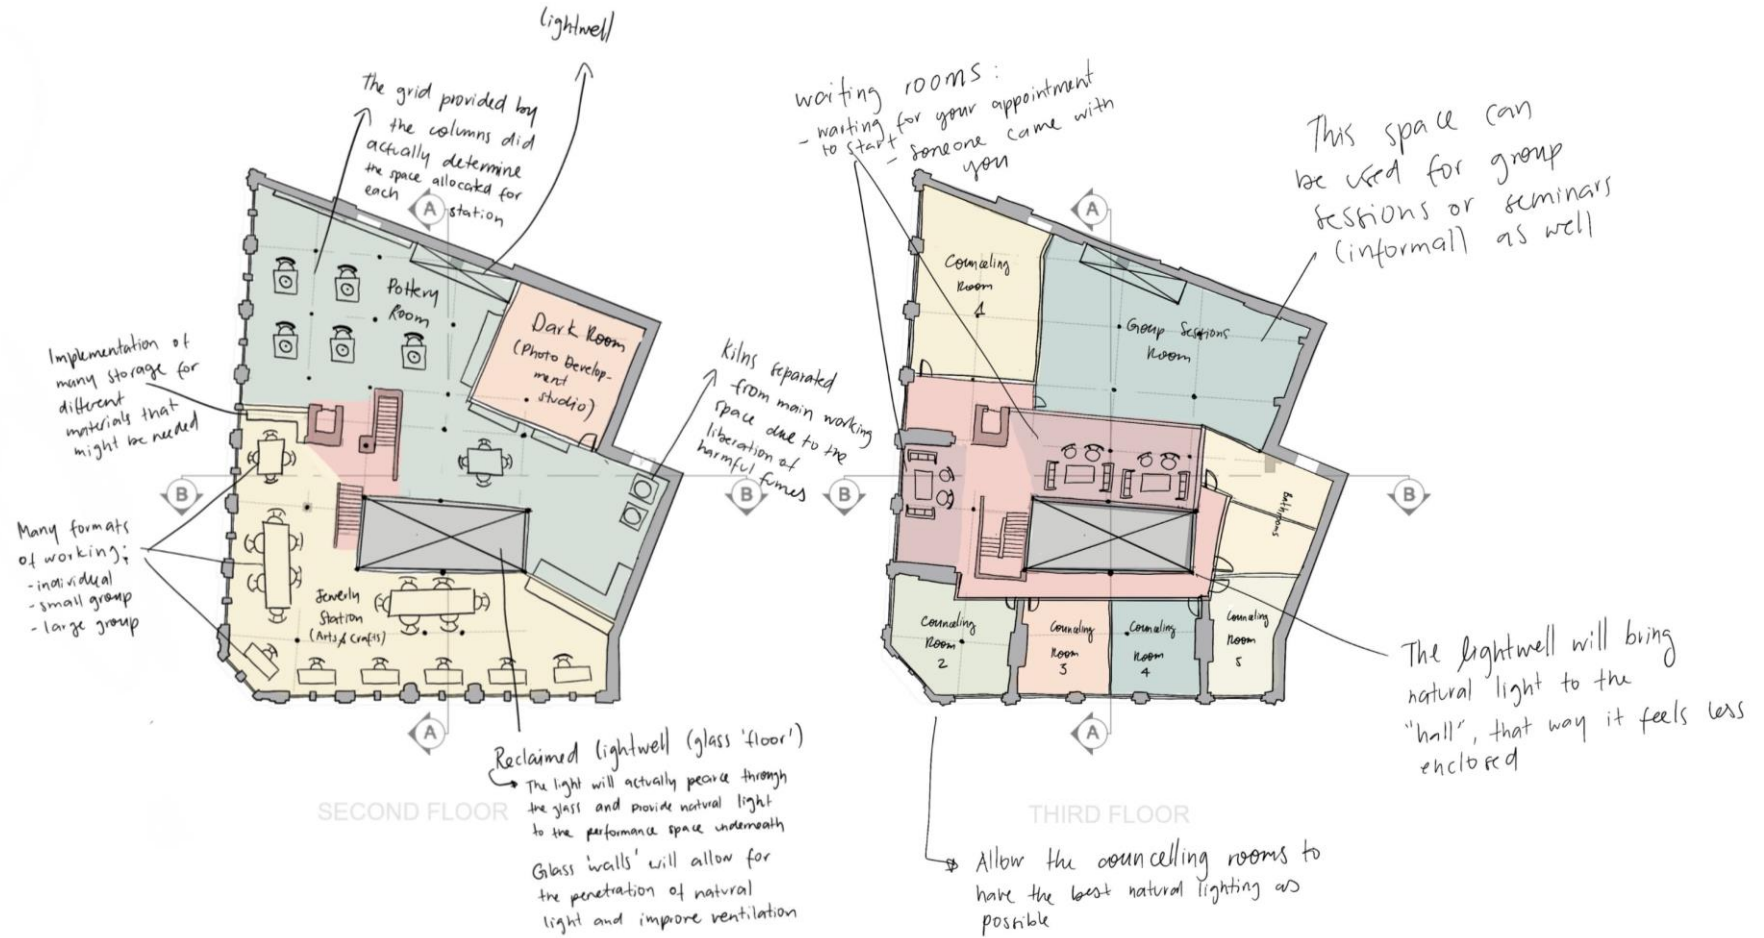 lightwell
The grid provided by
the columns did
actually determine
the space allocated for
each station
A
Pottery
Room
Dark Room
(Photo Develop-
ment
studio)
Implementation of
many storage for
different
materials that
might be needed
Kilns separated
from main working
space due to the
liberation of
harmful fumes
B
B
Many formats
of working:
- individual
- small group
- large group
Jewerly
Station
(Arts & Crafts)
A
Reclaimed lightwell (glass 'floor')
The light will actually pearce through
the glass and provide natural light
to the performance space underneath
Glass 'walls' will allow for
the penetration of natural
light and improve ventilation
SECOND FLOOR
waiting rooms:
- waiting for your appointment
to start
- someone came with
you
This space can
be used for group
sessions or seminars
(informal) as well
A
Counceling
Room
1
Group Sessions
Room
B
B
Bathrooms
Counceling
Room
2
Counceling
Room
3
Counceling
Room
4
Counceling
Room
5
A
The lightwell will bring
natural light to the
"hall", that way it feels less
enclosed
THIRD FLOOR
Allow the councelling rooms to
have the best natural lighting as
possible